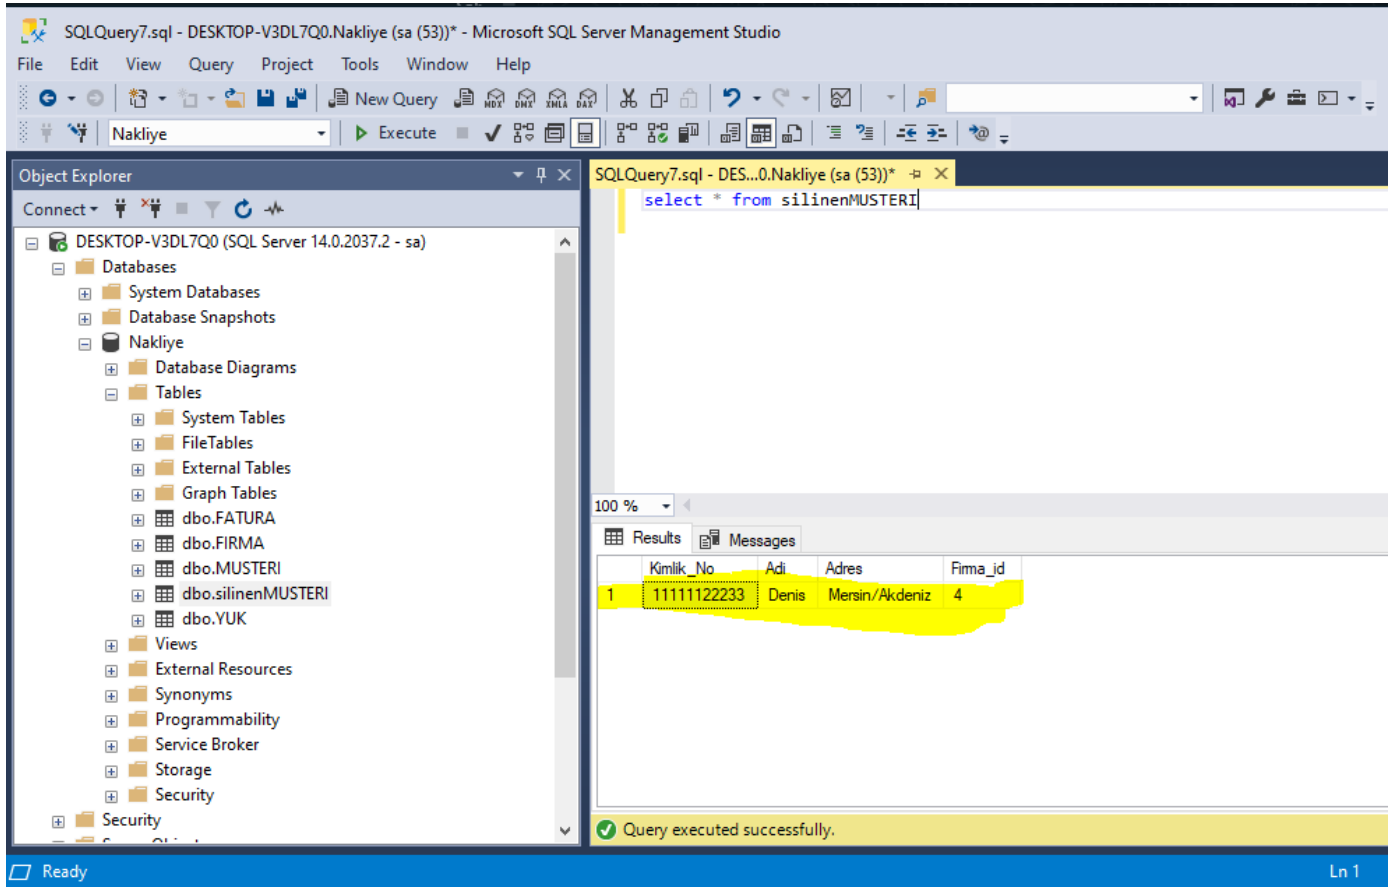 SQLQuery7.sql - DESKTOP-V3DL7Q0.Nakliye (sa (53))* - Microsoft SQL Server Management Studio
File Edit View Query Project Tools Window Help
New Query MDX DMX XMLA DAX
Nakliye Execute
Object Explorer
Connect
DESKTOP-V3DL7Q0 (SQL Server 14.0.2037.2 - sa)
Databases
System Databases
Database Snapshots
Nakliye
Database Diagrams
Tables
System Tables
FileTables
External Tables
Graph Tables
dbo.FATURA
dbo.FIRMA
dbo.MUSTERI
dbo.silinenMUSTERI
dbo.YUK
Views
External Resources
Synonyms
Programmability
Service Broker
Storage
Security
Security
SQLQuery7.sql - DES...0.Nakliye (sa (53))*
select * from silinenMUSTERI
100 %
Results Messages
Kimlik_No Adi Adres Firma_id
1 11111122233 Denis Mersin/Akdeniz 4
Query executed successfully.
Ready Ln 1